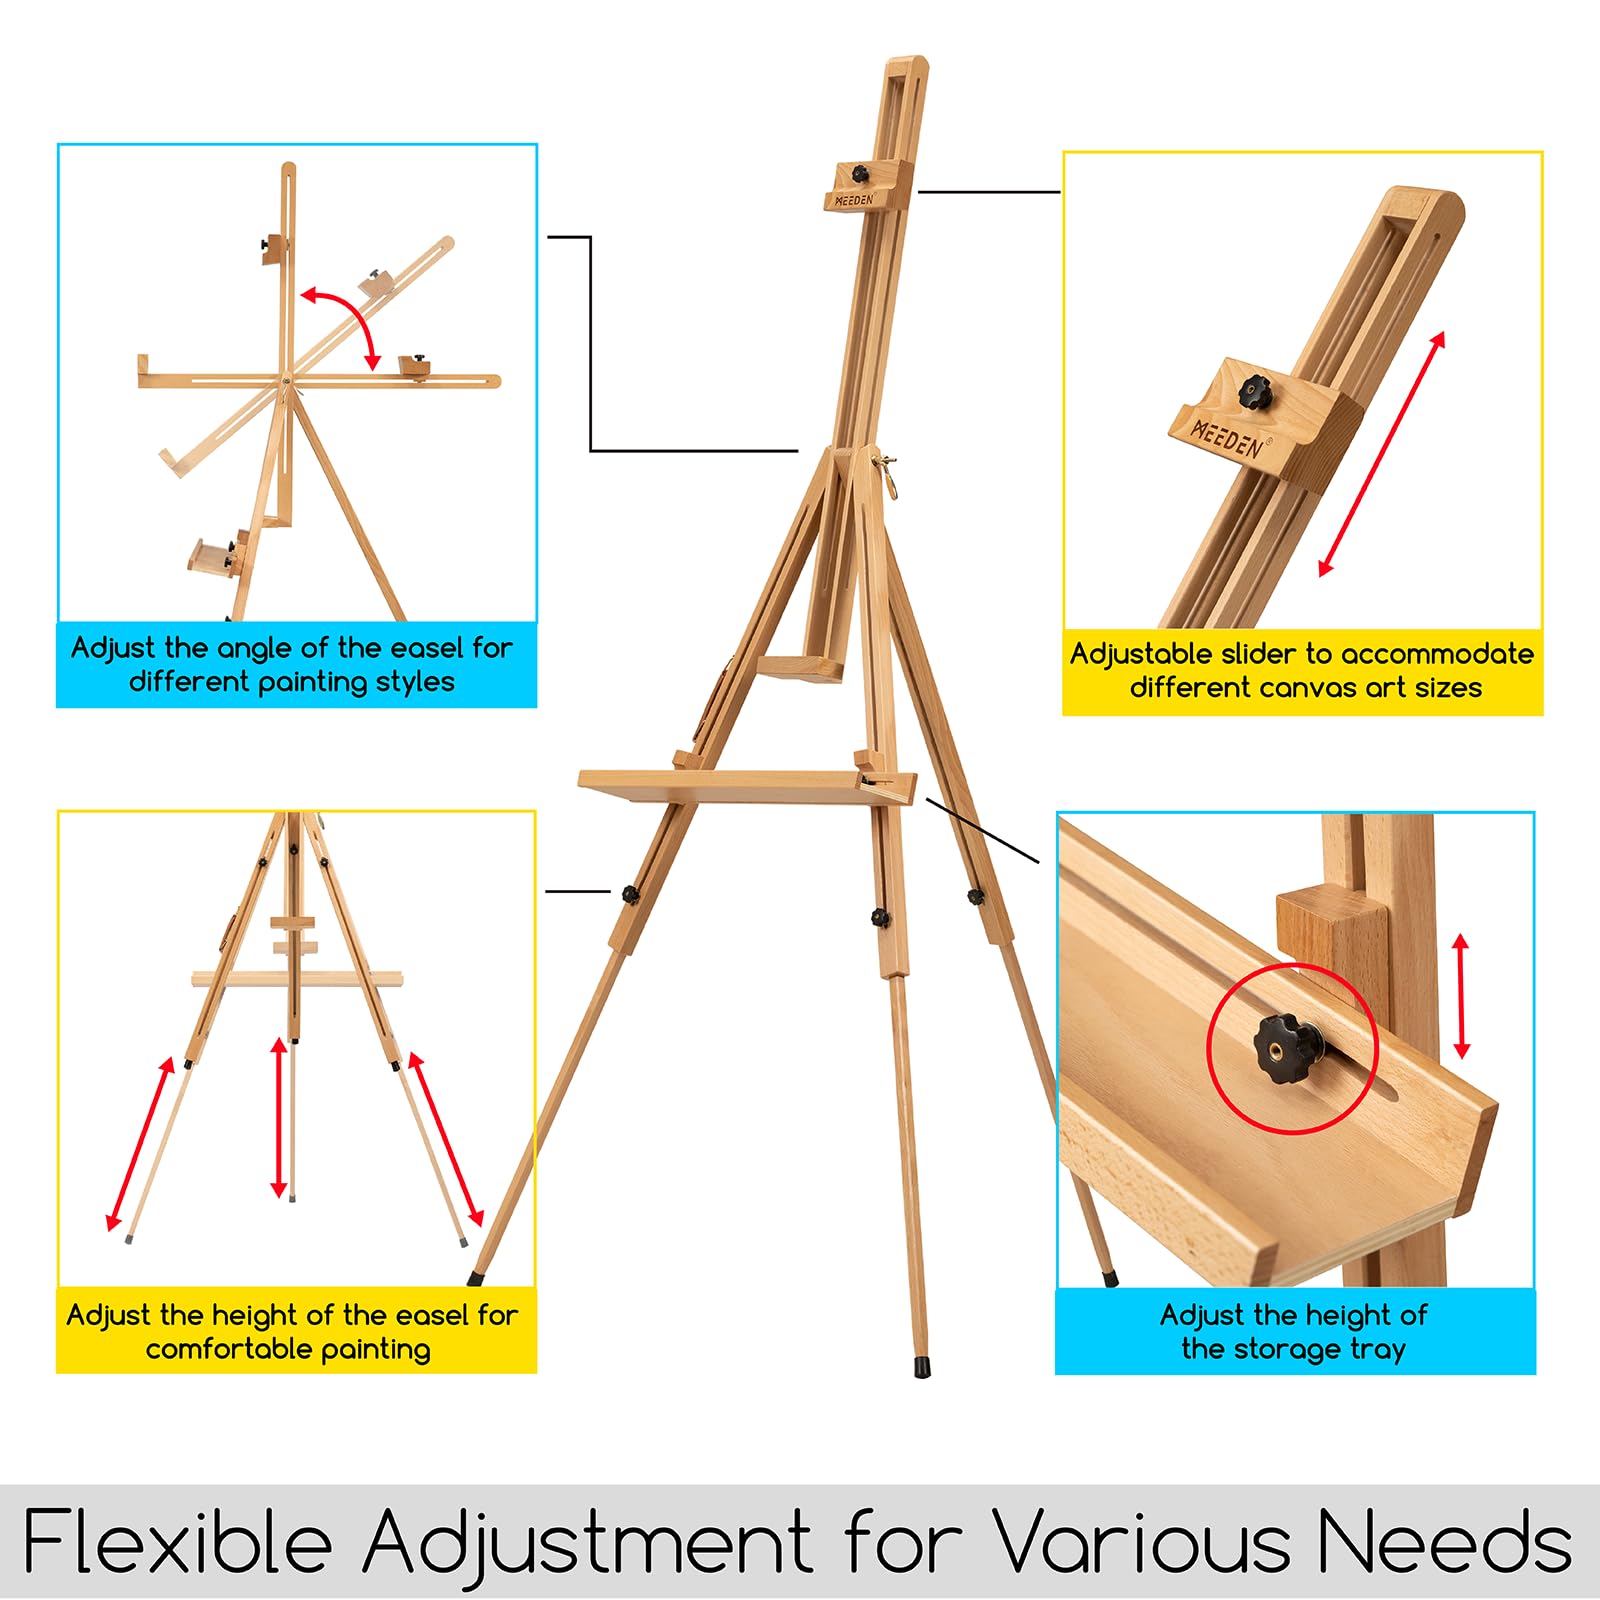 MEEDEN
Adjust the angle of the easel for
different painting styles
MEEDEN®
Adjustable slider to accommodate
different canvas art sizes
Adjust the height of the easel for
comfortable painting
Adjust the height of
the storage tray
Flexible Adjustment for Various Needs